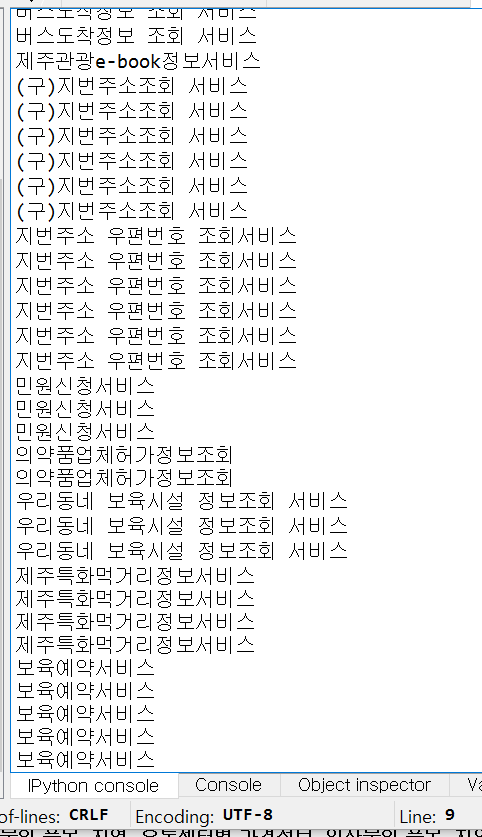 버스도착정보 조회 서비스
버스도착정보 조회 서비스
제주관광e-book정보서비스
(구)지번주소조회 서비스
(구)지번주소조회 서비스
(구)지번주소조회 서비스
(구)지번주소조회 서비스
(구)지번주소조회 서비스
(구)지번주소조회 서비스
지번주소 우편번호 조회서비스
지번주소 우편번호 조회서비스
지번주소 우편번호 조회서비스
지번주소 우편번호 조회서비스
지번주소 우편번호 조회서비스
지번주소 우편번호 조회서비스
민원신청서비스
민원신청서비스
민원신청서비스
의약품업체허가정보조회
의약품업체허가정보조회
우리동네 보육시설 정보조회 서비스
우리동네 보육시설 정보조회 서비스
우리동네 보육시설 정보조회 서비스
제주특화먹거리정보서비스
제주특화먹거리정보서비스
제주특화먹거리정보서비스
제주특화먹거리정보서비스
보육예약서비스
보육예약서비스
보육예약서비스
보육예약서비스
보육예약서비스
IPython console Console Object inspector Va
of-lines: CRLF Encoding: UTF-8 Line: 9